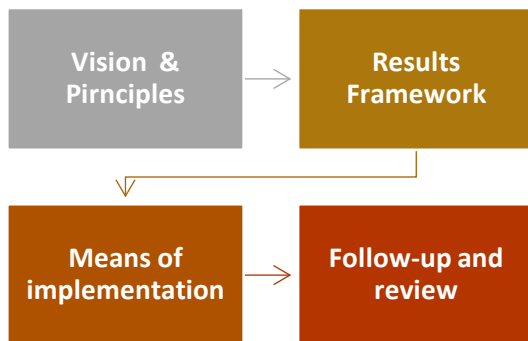 Vision &
Pirnciples
Results
Framework
Means of
implementation
Follow-up and
review